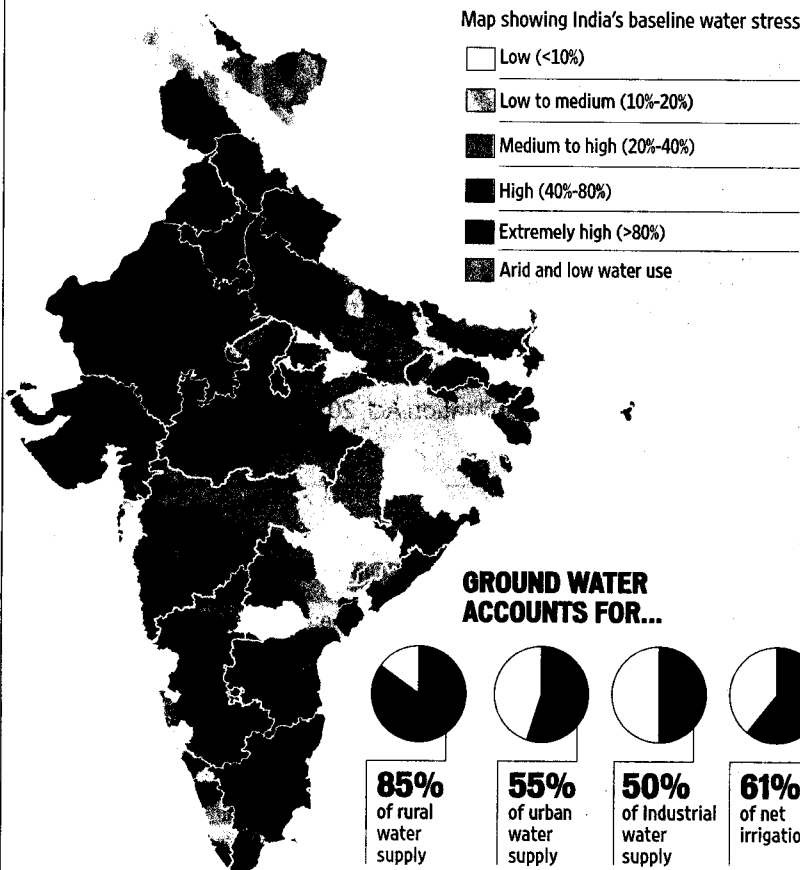 Map showing India's baseline water stress
Low (<10%)
Low to medium (10%-20%)
Medium to high (20%-40%)
High (40%-80%)
Extremely high (>80%)
Arid and low water use
GROUND WATER
ACCOUNTS FOR...
85%
of rural
water
supply
55%
of urban
water
supply
50%
of Industrial
water
supply
61%
of net